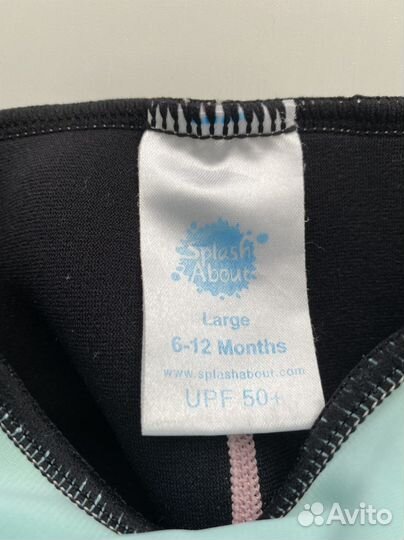 Splash
About
Large
6-12 Months
www.splashabout.com
UPF 50+
Avito